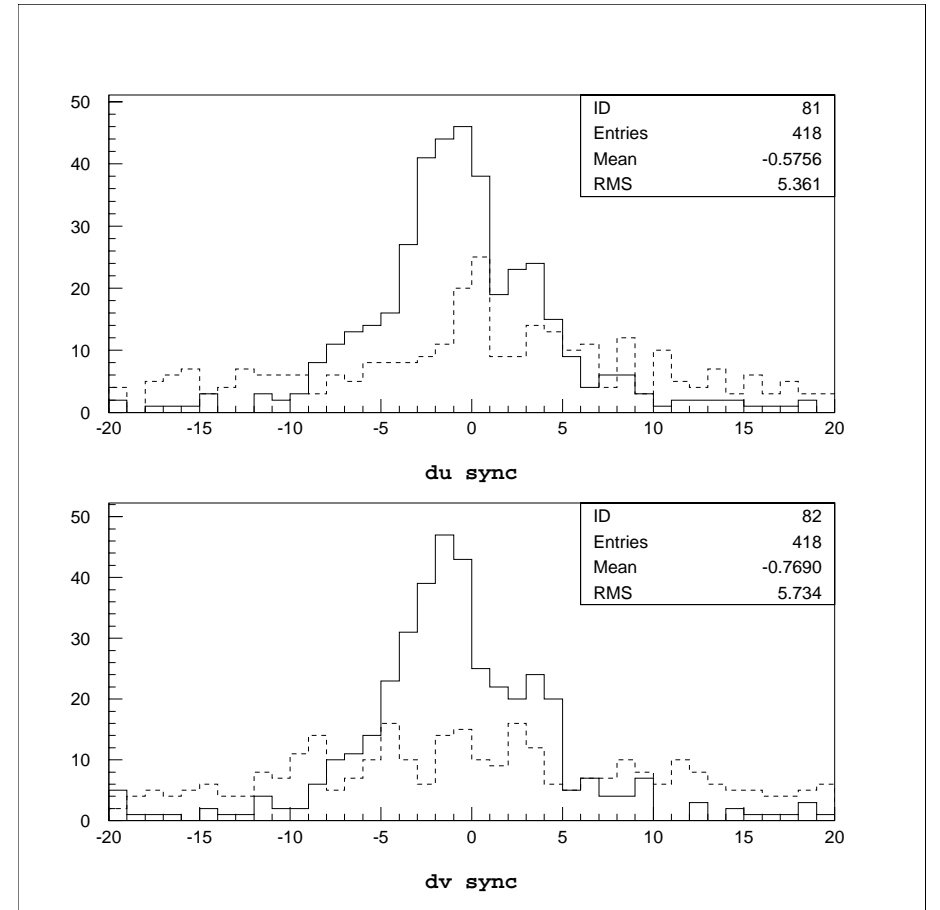 ID 81
Entries 418
Mean -0.5756
RMS 5.361
50
40
30
20
10
0
-20 -15 -10 -5 0 5 10 15 20
du sync
ID 82
Entries 418
Mean -0.7690
RMS 5.734
50
40
30
20
10
0
-20 -15 -10 -5 0 5 10 15 20
dv sync